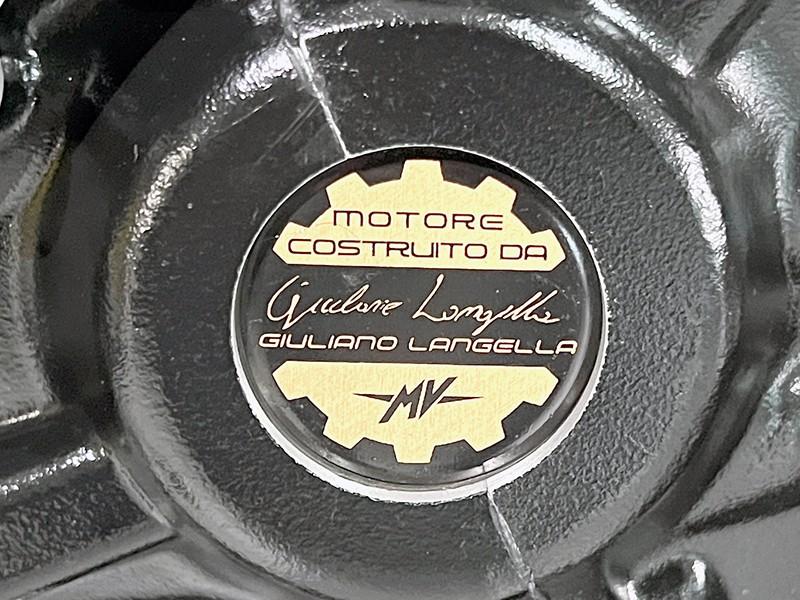 MOTORE
COSTRUITO DA
Giuliano Langella
GIULIANO LANGELLA
MV